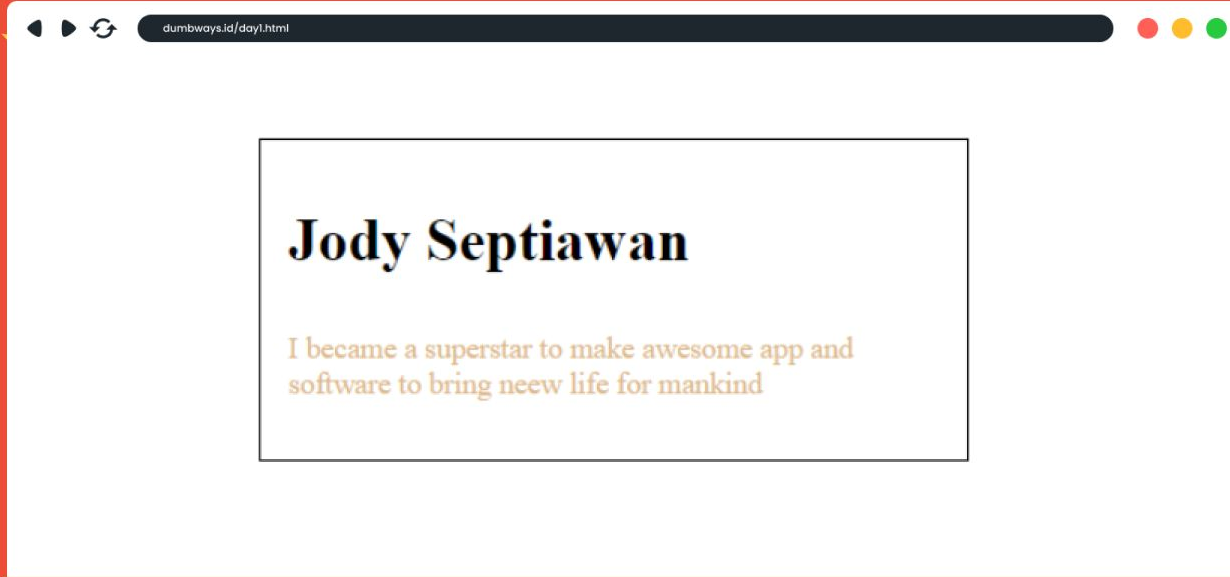 dumbways.id/day1.html
Jody Septiawan
I became a superstar to make awesome app and
software to bring neew life for mankind